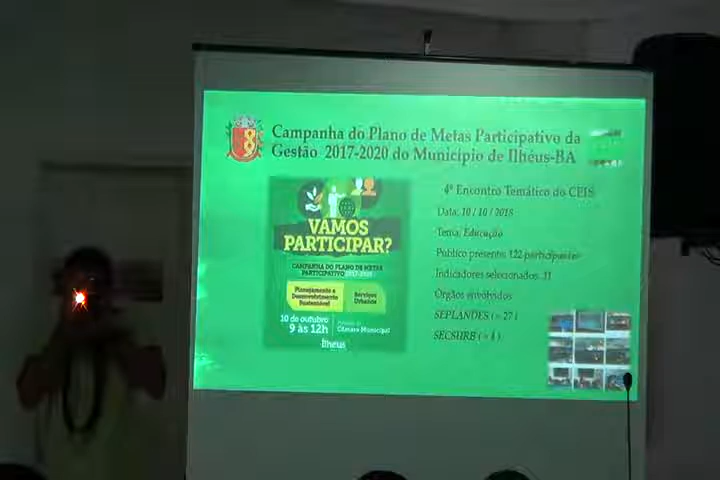 Campanha do Plano de Metas Participativo da
Gestão 2017-2020 do Município de Ilhéus-BA
4º Encontro Temático do CEIS
Data: 10 / 10 / 2018
Tema: Educação
Público presente: 122 participantes
Indicadores selecionados: 31
Órgãos envolvidos:
SEPLANDES ( = 27 )
SECSURB ( = 4 )
VAMOS
PARTICIPAR?
CAMPANHA DO PLANO DE METAS
PARTICIPATIVO 2017-2020
Planejamento e
Desenvolvimento
Sustentável
Serviços
Urbanos
10 de outubro
9 às 12h
Câmara Municipal
Ilhéus